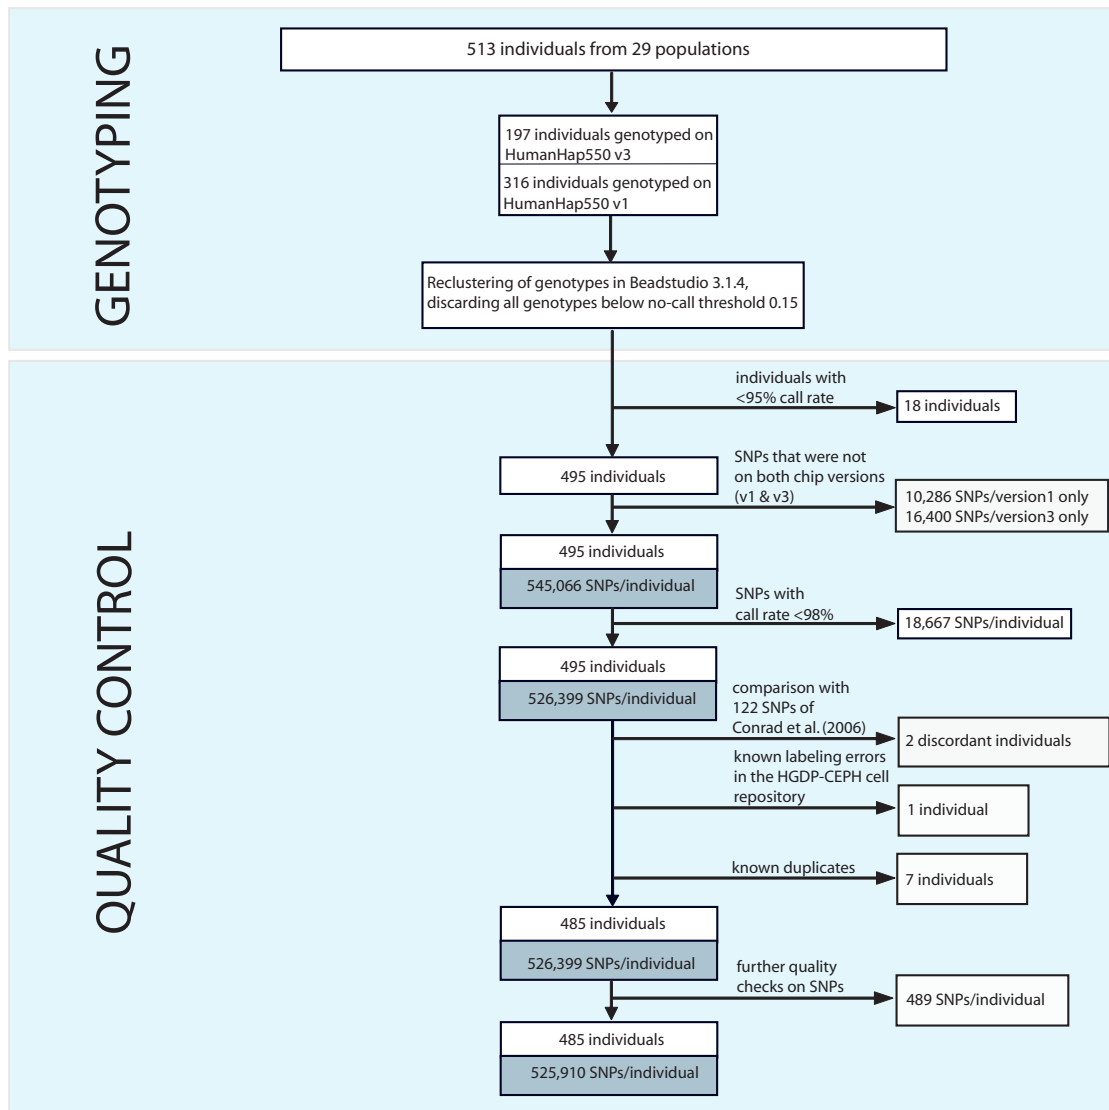 GENOTYPING
513 individuals from 29 populations
197 individuals genotyped on
HumanHap550 v3
316 individuals genotyped on
HumanHap550 v1
Reclustering of genotypes in Beadstudio 3.1.4,
discarding all genotypes below no-call threshold 0.15
QUALITY CONTROL
individuals with
<95% call rate
18 individuals
495 individuals
SNPs that were not
on both chip versions
(v1 & v3)
10,286 SNPs/version1 only
16,400 SNPs/version3 only
495 individuals
545,066 SNPs/individual
SNPs with
call rate <98%
18,667 SNPs/individual
495 individuals
526,399 SNPs/individual
comparison with
122 SNPs of
Conrad et al. (2006)
2 discordant individuals
known labeling errors
in the HGDP-CEPH cell
repository
1 individual
known duplicates
7 individuals
485 individuals
526,399 SNPs/individual
further quality
checks on SNPs
489 SNPs/individual
485 individuals
525,910 SNPs/individual